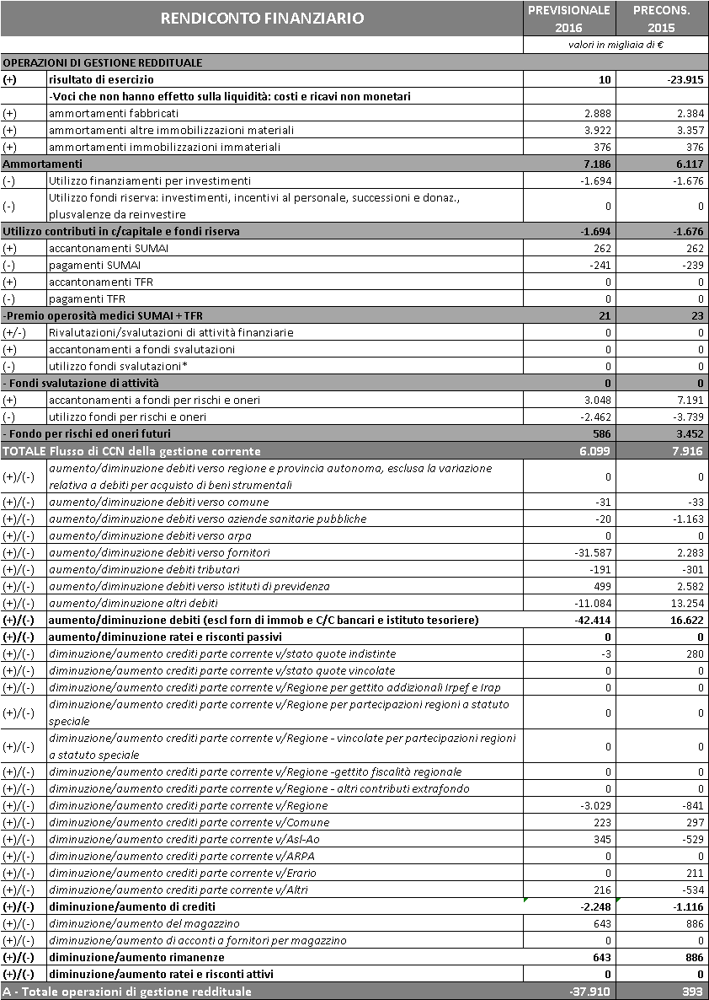 RENDICONTO FINANZIARIO PREVISIONALE 2016 PRECONS. 2015
valori in migliaia di €
OPERAZIONI DI GESTIONE REDDITUALE
(+) risultato di esercizio 10 -23.915
-Voci che non hanno effetto sulla liquidità: costi e ricavi non monetari
(+) ammortamenti fabbricati 2.888 2.384
(+) ammortamenti altre immobilizzazioni materiali 3.922 3.357
(+) ammortamenti immobilizzazioni immateriali 376 376
Ammortamenti 7.186 6.117
(-) Utilizzo finanziamenti per investimenti -1.694 -1.676
(-) Utilizzo fondi riserva: investimenti, incentivi al personale, successioni e donaz.,
plusvalenze da reinvestire 0 0
Utilizzo contributi in c/capitale e fondi riserva -1.694 -1.676
(+) accantonamenti SUMAI 262 262
(-) pagamenti SUMAI -241 -239
(+) accantonamenti TFR 0 0
(-) pagamenti TFR 0 0
-Premio operosità medici SUMAI + TFR 21 23
(+/-) Rivalutazioni/svalutazioni di attività finanziarie 0 0
(+) accantonamenti a fondi svalutazioni 0 0
(-) utilizzo fondi svalutazioni* 0 0
- Fondi svalutazione di attività 0 0
(+) accantonamenti a fondi per rischi e oneri 3.048 7.191
(-) utilizzo fondi per rischi e oneri -2.462 -3.739
- Fondo per rischi ed oneri futuri 586 3.452
TOTALE Flusso di CCN della gestione corrente 6.099 7.916
(+)/(-) aumento/diminuzione debiti verso regione e provincia autonoma, esclusa la variazione
relativa a debiti per acquisto di beni strumentali 0 0
(+)/(-) aumento/diminuzione debiti verso comune -31 -33
(+)/(-) aumento/diminuzione debiti verso aziende sanitarie pubbliche -20 -1.163
(+)/(-) aumento/diminuzione debiti verso arpa 0 0
(+)/(-) aumento/diminuzione debiti verso fornitori -31.587 2.283
(+)/(-) aumento/diminuzione debiti tributari -191 -301
(+)/(-) aumento/diminuzione debiti verso istituti di previdenza 499 2.582
(+)/(-) aumento/diminuzione altri debiti -11.084 13.254
(+)/(-) aumento/diminuzione debiti (escl forn di immob e C/C bancari e istituto tesoriere) -42.414 16.622
(+)/(-) aumento/diminuzione ratei e risconti passivi 0 0
(+)/(-) diminuzione/aumento crediti parte corrente v/stato quote indistinte -3 280
(+)/(-) diminuzione/aumento crediti parte corrente v/stato quote vincolate 0 0
(+)/(-) diminuzione/aumento crediti parte corrente v/Regione per gettito addizionali Irpef e Irap 0 0
(+)/(-) diminuzione/aumento crediti parte corrente v/Regione per partecipazioni regioni a statuto
speciale 0 0
(+)/(-) diminuzione/aumento crediti parte corrente v/Regione - vincolate per partecipazioni regioni
a statuto speciale 0 0
(+)/(-) diminuzione/aumento crediti parte corrente v/Regione -gettito fiscalità regionale 0 0
(+)/(-) diminuzione/aumento crediti parte corrente v/Regione - altri contributi extrafondo 0 0
(+)/(-) diminuzione/aumento crediti parte corrente v/Regione -3.029 -841
(+)/(-) diminuzione/aumento crediti parte corrente v/Comune 223 297
(+)/(-) diminuzione/aumento crediti parte corrente v/Asl-Ao 345 -529
(+)/(-) diminuzione/aumento crediti parte corrente v/ARPA 0 0
(+)/(-) diminuzione/aumento crediti parte corrente v/Erario 0 211
(+)/(-) diminuzione/aumento crediti parte corrente v/Altri 216 -534
(+)/(-) diminuzione/aumento di crediti -2.248 -1.116
(+)/(-) diminuzione/aumento del magazzino 643 886
(+)/(-) diminuzione/aumento di acconti a fornitori per magazzino 0 0
(+)/(-) diminuzione/aumento rimanenze 643 886
(+)/(-) diminuzione/aumento ratei e risconti attivi 0 0
A - Totale operazioni di gestione reddituale -37.910 393